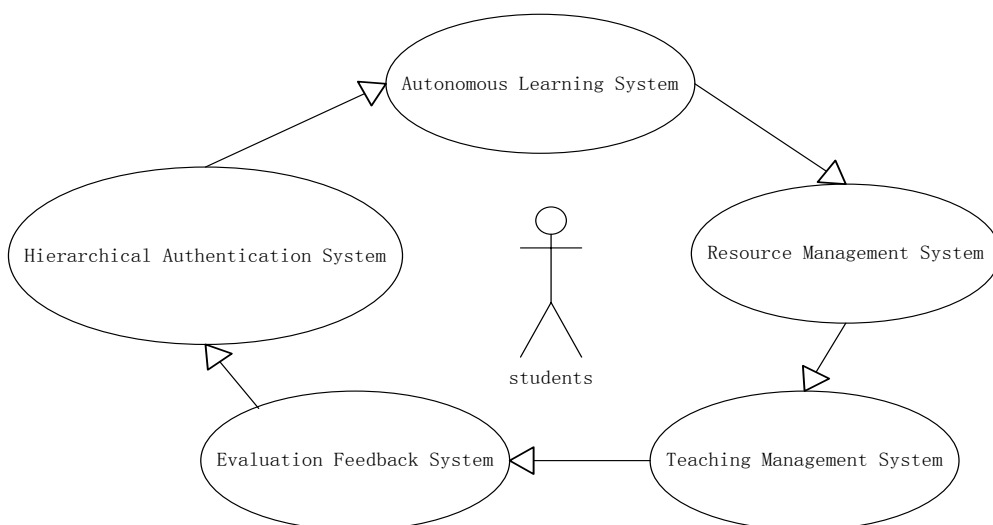 Autonomous Learning System
Hierarchical Authentication System
Resource Management System
students
Evaluation Feedback System
Teaching Management System